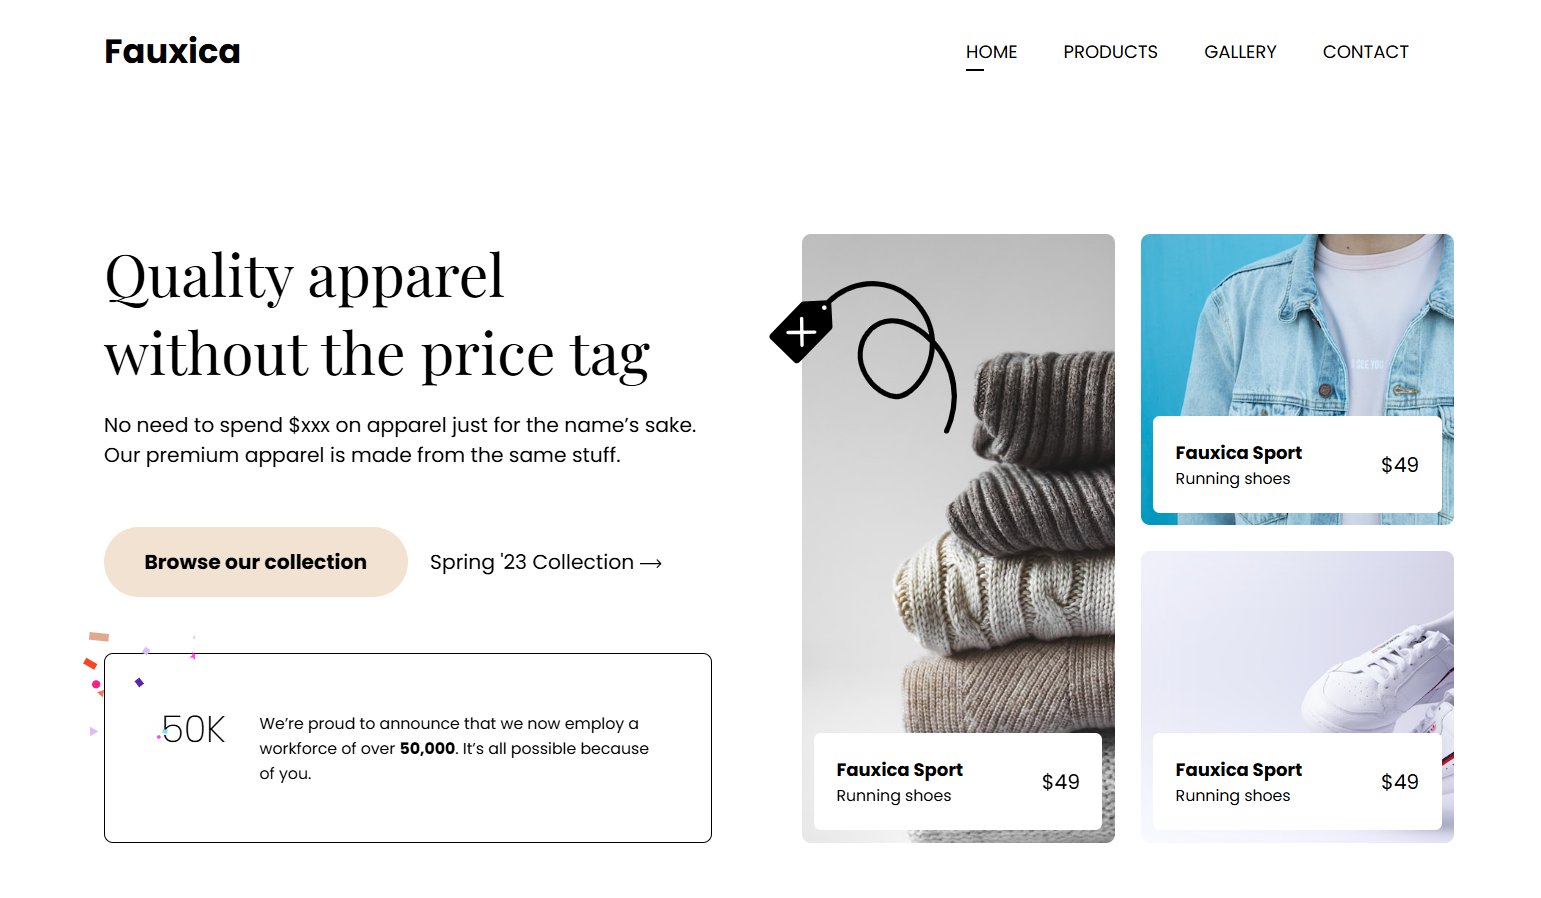 Fauxica
HOME PRODUCTS GALLERY CONTACT
Quality apparel
without the price tag
No need to spend $xxx on apparel just for the name’s sake.
Our premium apparel is made from the same stuff.
Browse our collection
Spring '23 Collection →
50K
We’re proud to announce that we now employ a
workforce of over 50,000. It’s all possible because
of you.
Fauxica Sport
Running shoes
$49
I SEE YOU
Fauxica Sport
Running shoes
$49
Fauxica Sport
Running shoes
$49